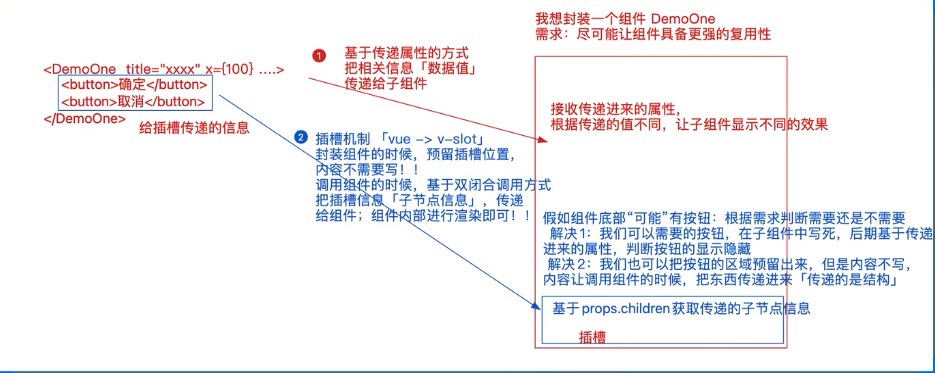 我想封装一个组件 DemoOne
需求：尽可能让组件具备更强的复用性
<DemoOne title="xxxx" x={100} ....>
<button>确定</button>
<button>取消</button>
</DemoOne>
给插槽传递的信息
1
基于传递属性的方式
把相关信息「数据值」
传递给子组件
2
插槽机制 「vue -> v-slot」
封装组件的时候，预留插槽位置，
内容不需要写！！
调用组件的时候，基于双闭合调用方式
把插槽信息「子节点信息」，传递
给组件；组件内部进行渲染即可！！
接收传递进来的属性，
根据传递的值不同，让子组件显示不同的效果
假如组件底部“可能”有按钮：根据需求判断需要还是不需要
解决1：我们可以需要的按钮，在子组件中写死，后期基于传递
进来的属性，判断按钮的显示隐藏
解决2：我们也可以把按钮的区域预留出来，但是内容不写，
内容让调用组件的时候，把东西传递进来「传递的是结构」
基于props.children获取传递的子节点信息
插槽